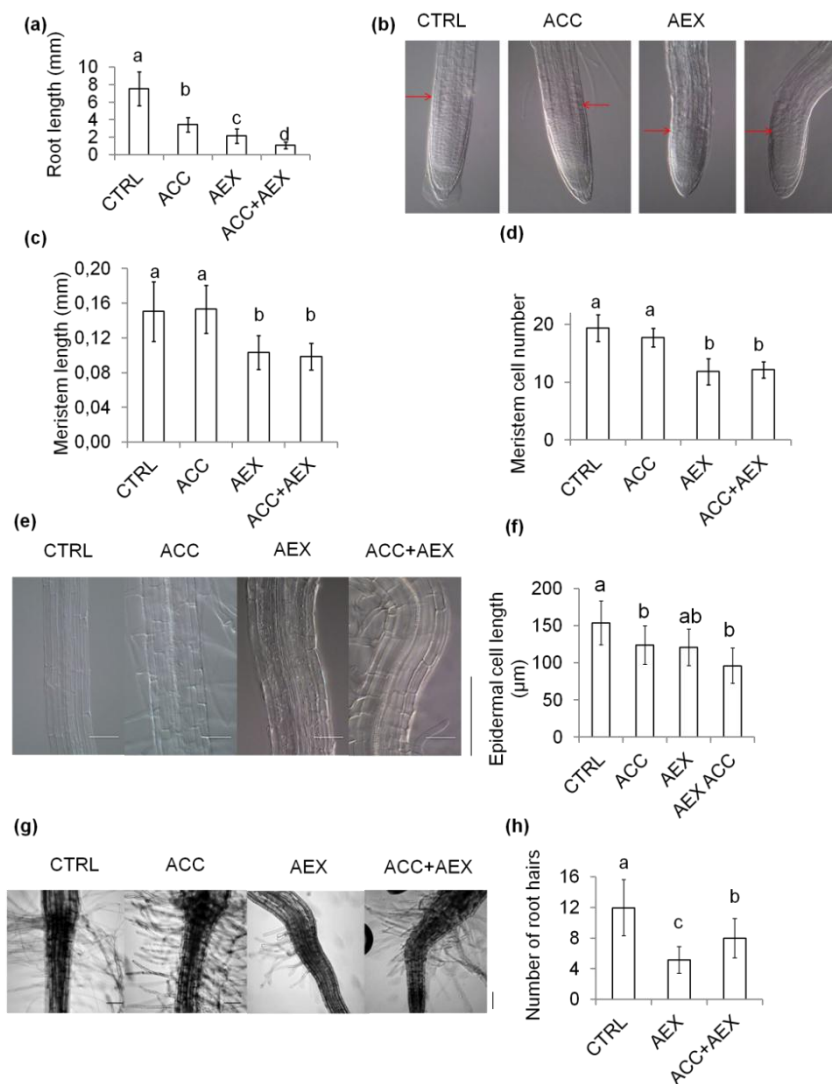 (a)
Root length (mm)
10
8
6
4
2
0
a
b
c
d
CTRL
ACC
AEX
ACC+AEX
(b)
CTRL
ACC
AEX
(c)
Meristem length (mm)
0,20
0,16
0,12
0,08
0,04
0,00
a
a
b
b
CTRL
ACC
AEX
ACC+AEX
(d)
Meristem cell number
20
10
0
a
a
b
b
CTRL
ACC
AEX
ACC+AEX
(e)
CTRL
ACC
AEX
ACC+AEX
(f)
Epidermal cell length
(µm)
200
150
100
50
0
a
b
ab
b
CTRL
ACC
AEX
AEX ACC
(g)
CTRL
ACC
AEX
ACC+AEX
(h)
Number of root hairs
16
12
8
4
0
a
c
b
CTRL
AEX
ACC+AEX